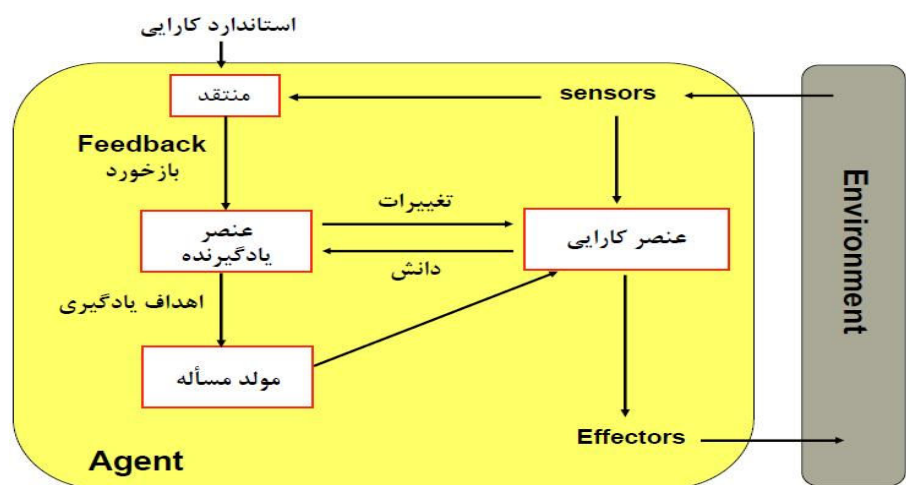 استاندارد کارایی
منتقد
sensors
Feedback
بازخورد
تغییرات
عنصر
یادگیرنده
عنصر کارایی
دانش
اهداف یادگیری
مولد مسأله
Effectors
Agent
Environment